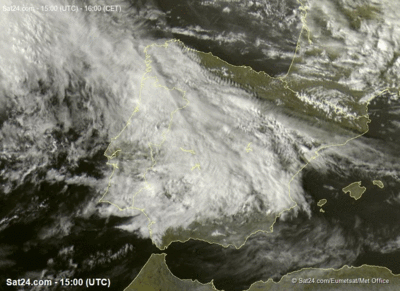 Sat24.com - 15:00 (UTC) - 16:00 (CET)
Sat24.com - 15:00 (UTC)
© Sat24.com/Eumetsat/Met Office